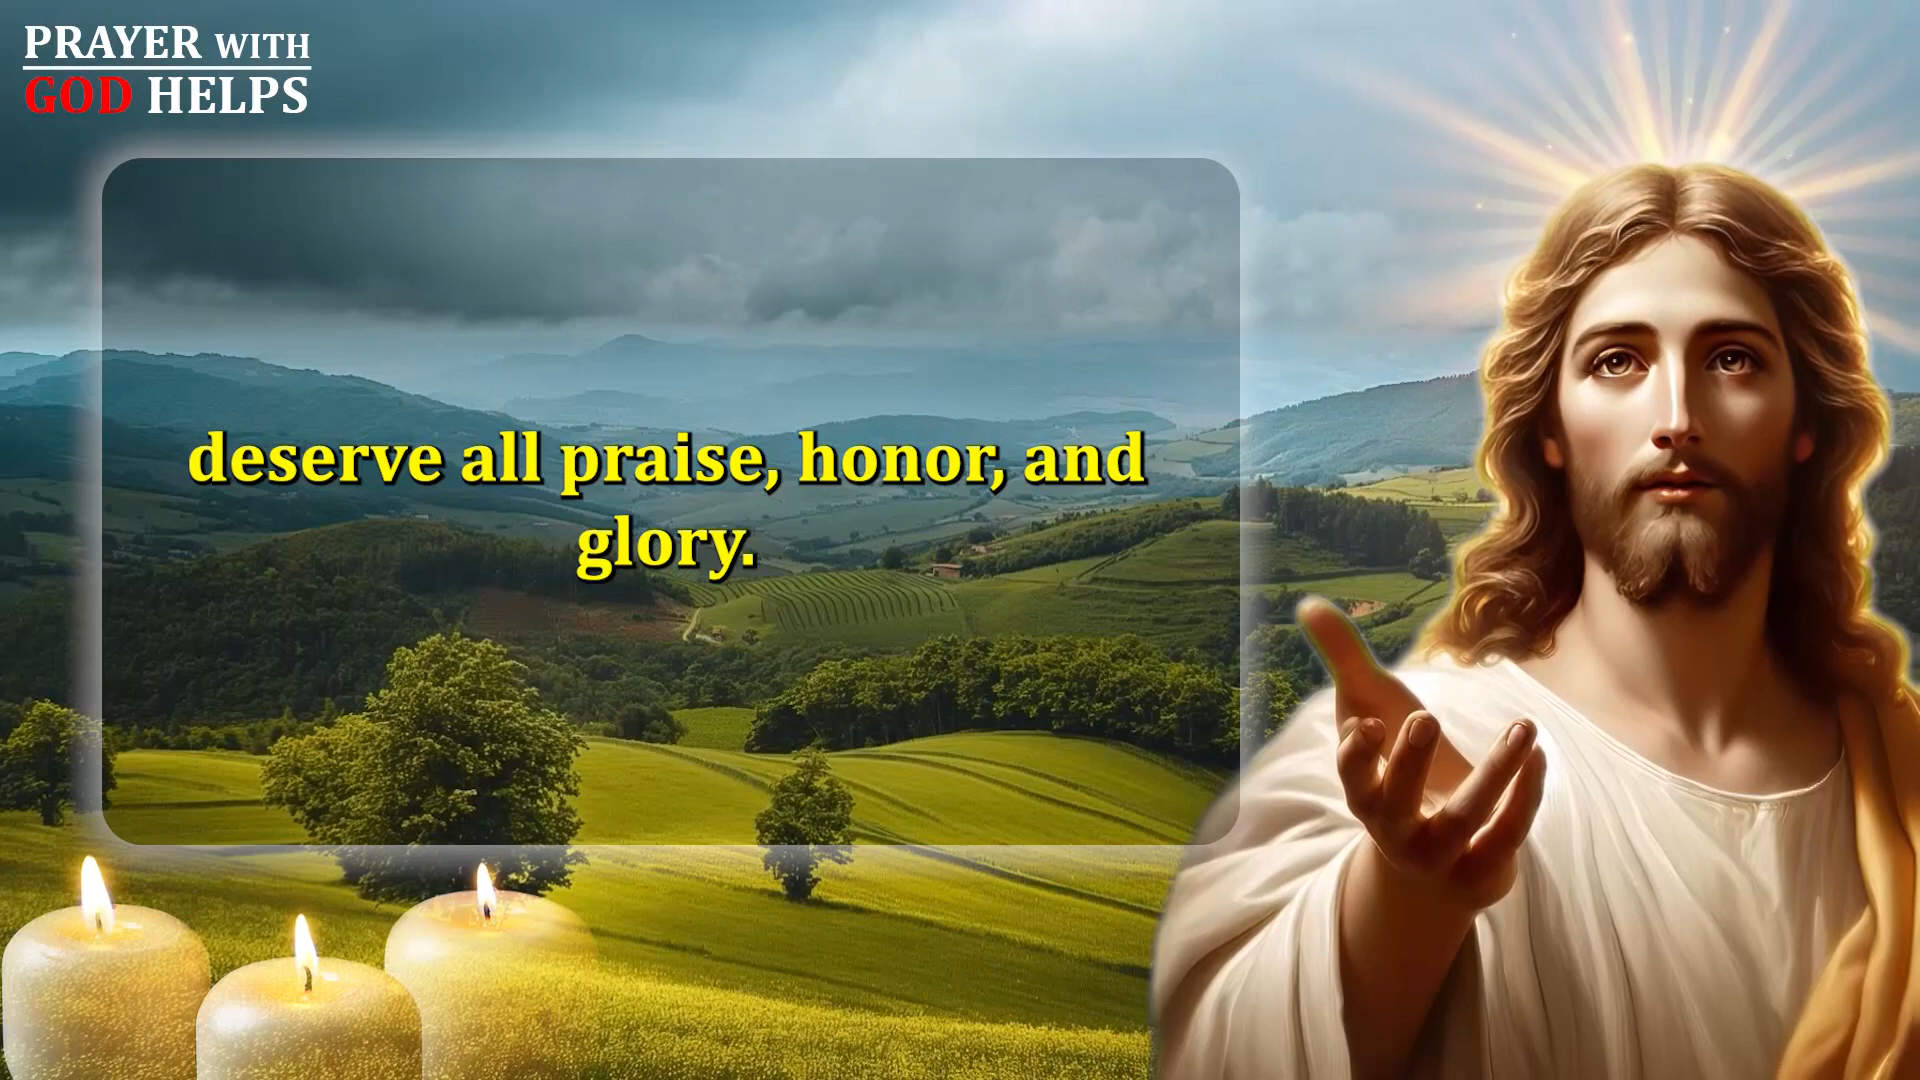 PRAYER WITH
GOD HELPS
deserve all praise, honor, and
glory.